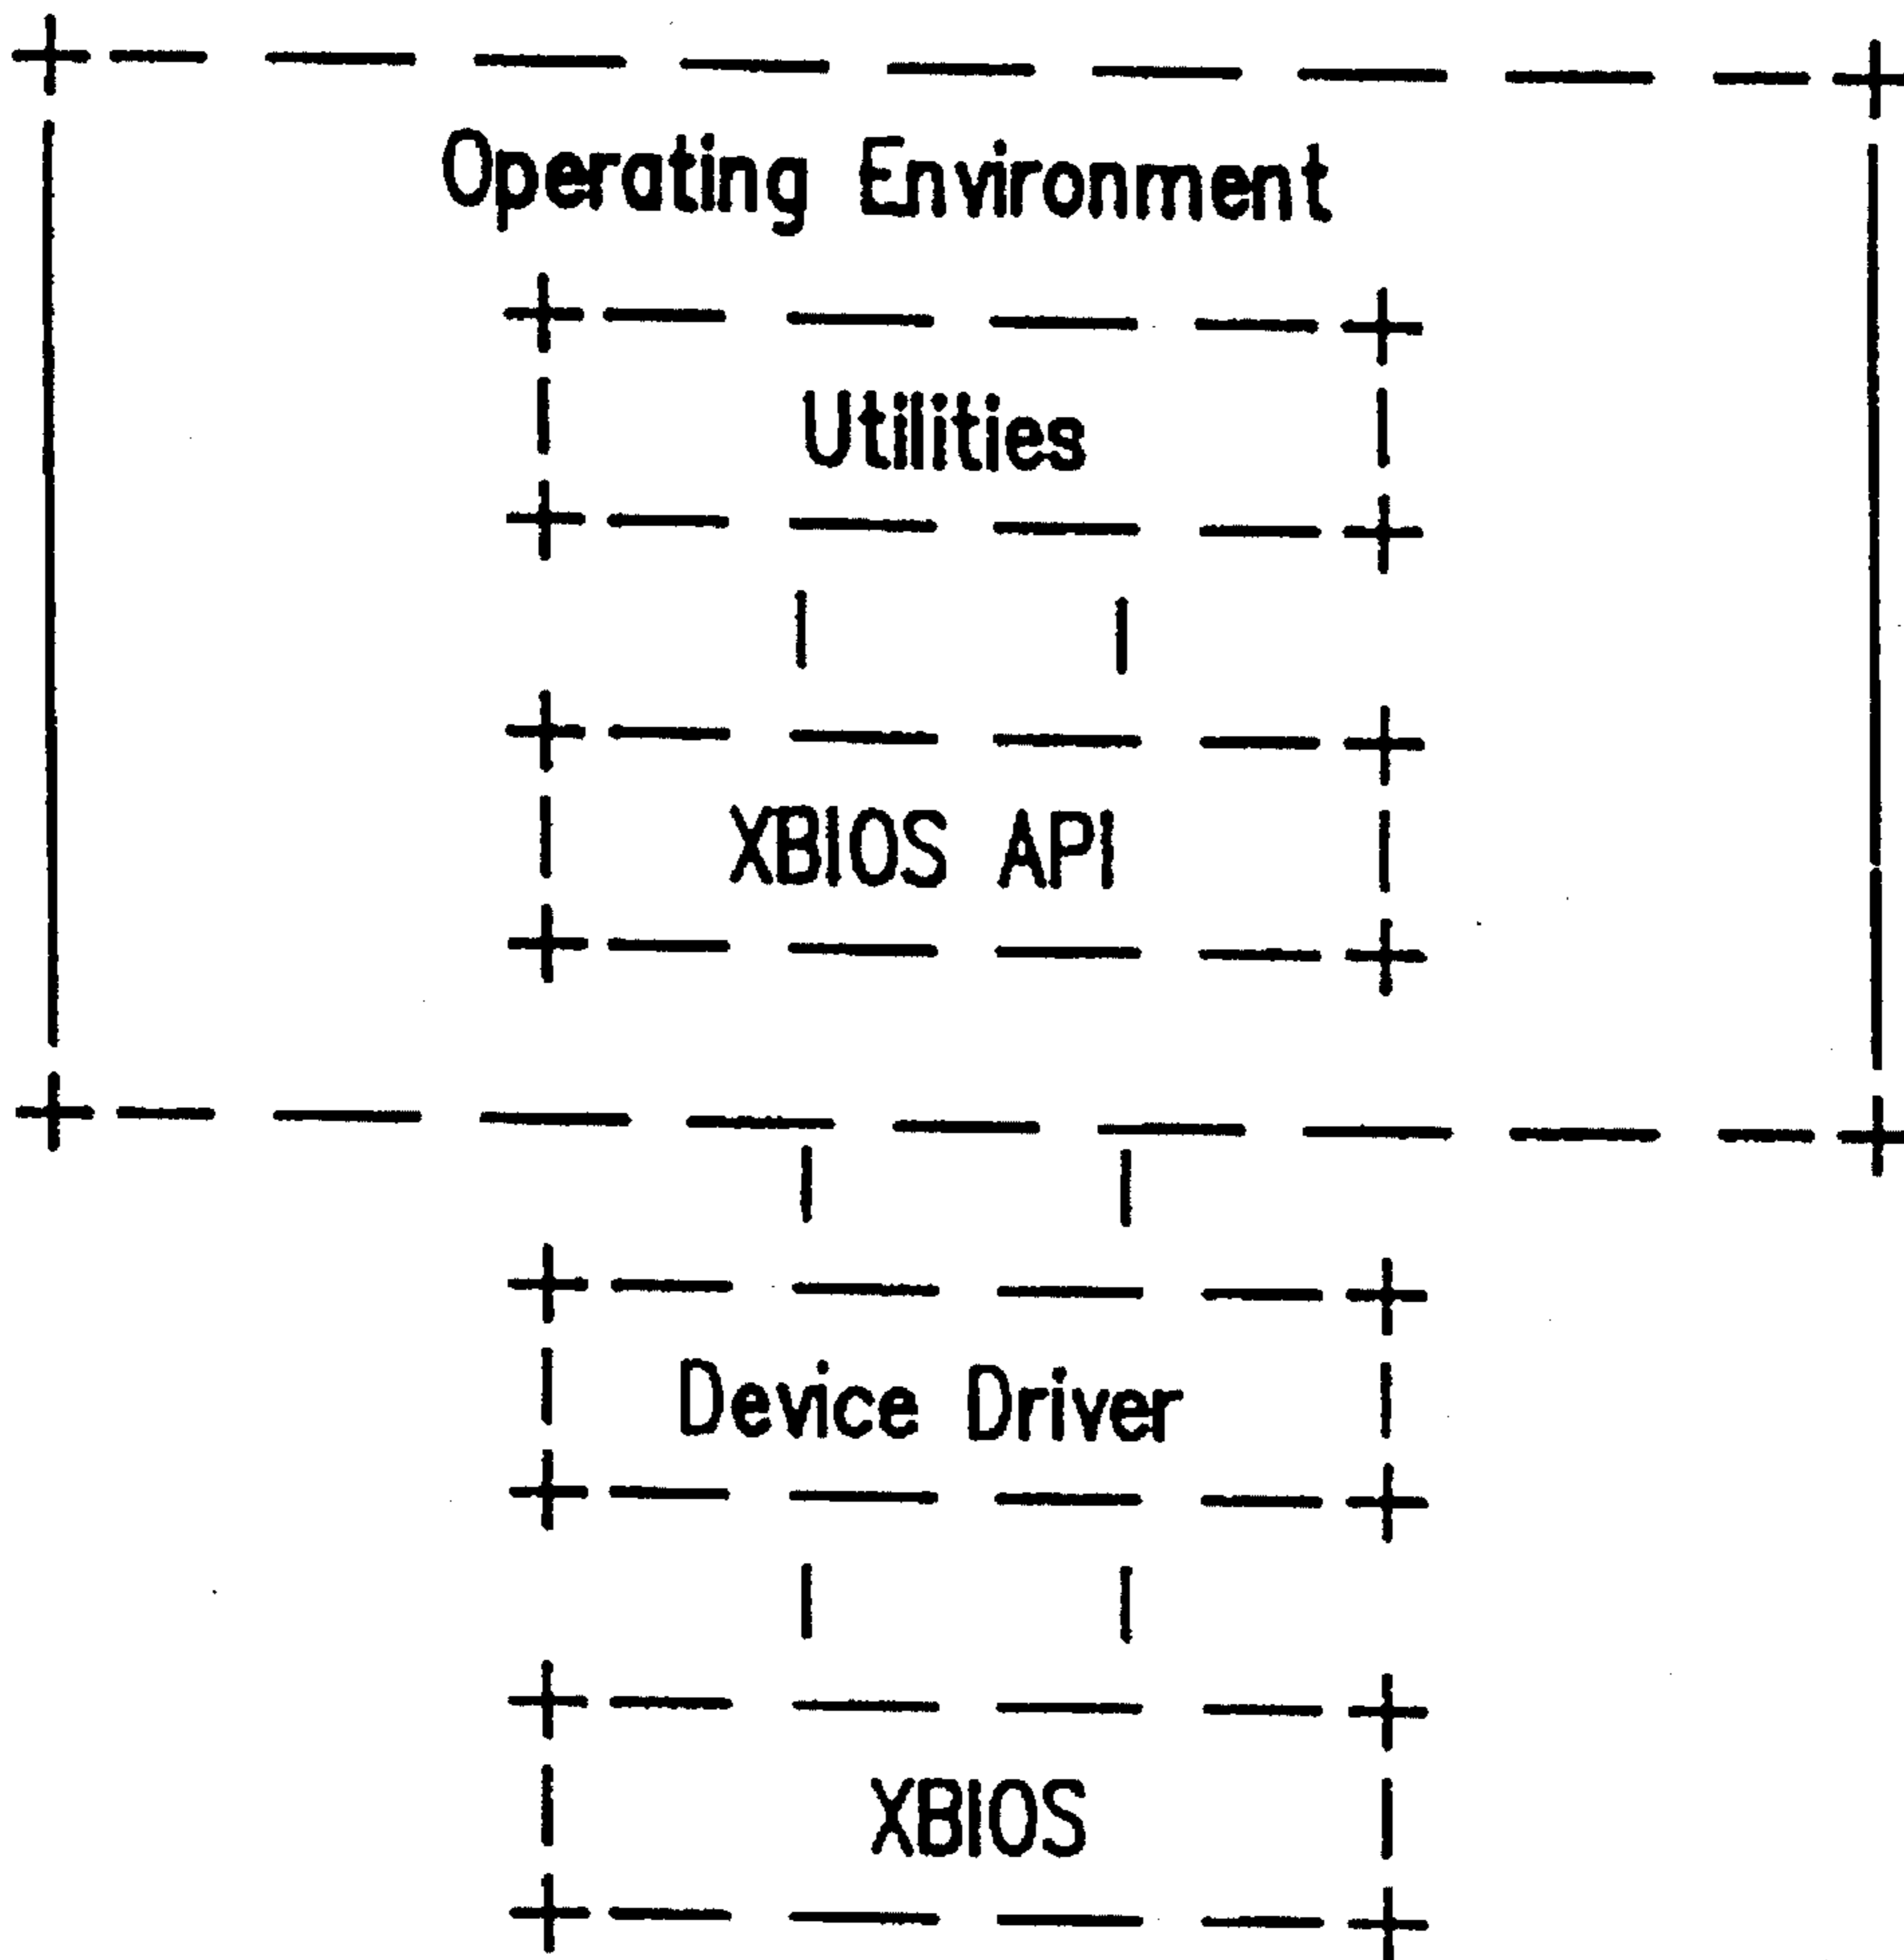 Operating Environment
Utilities
XBIOS API
Device Driver
XBIOS